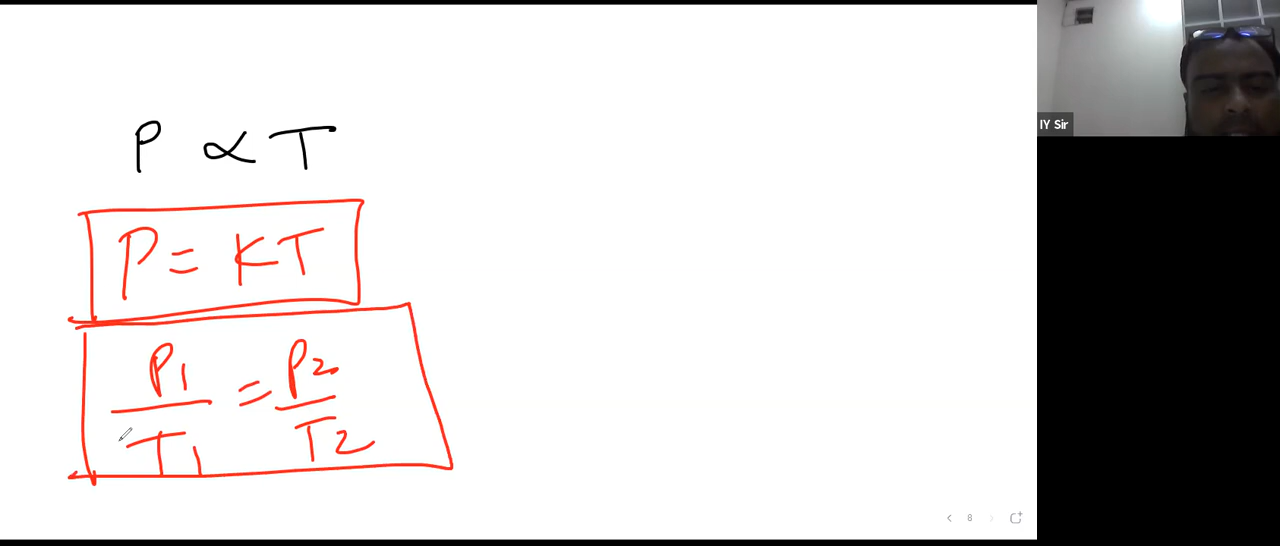 P ∝ T
IY Sir
P = KT
P1/T1 = P2/T2
8